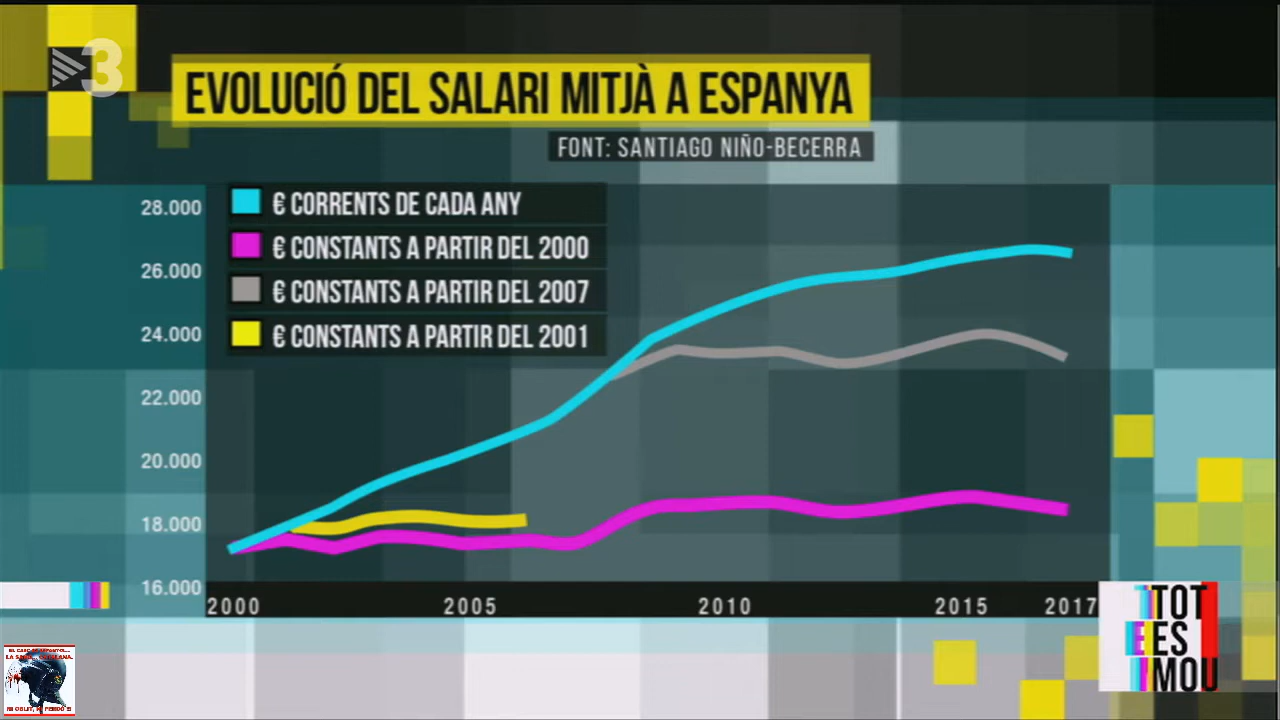 3
EVOLUCIÓ DEL SALARI MITJÀ A ESPANYA
FONT: SANTIAGO NIÑO-BECERRA
€ CORRENTS DE CADA ANY
€ CONSTANTS A PARTIR DEL 2000
€ CONSTANTS A PARTIR DEL 2007
€ CONSTANTS A PARTIR DEL 2001
28.000
26.000
24.000
22.000
20.000
18.000
16.000
2000 2005 2010 2015 2017
TOT
ES
MOU